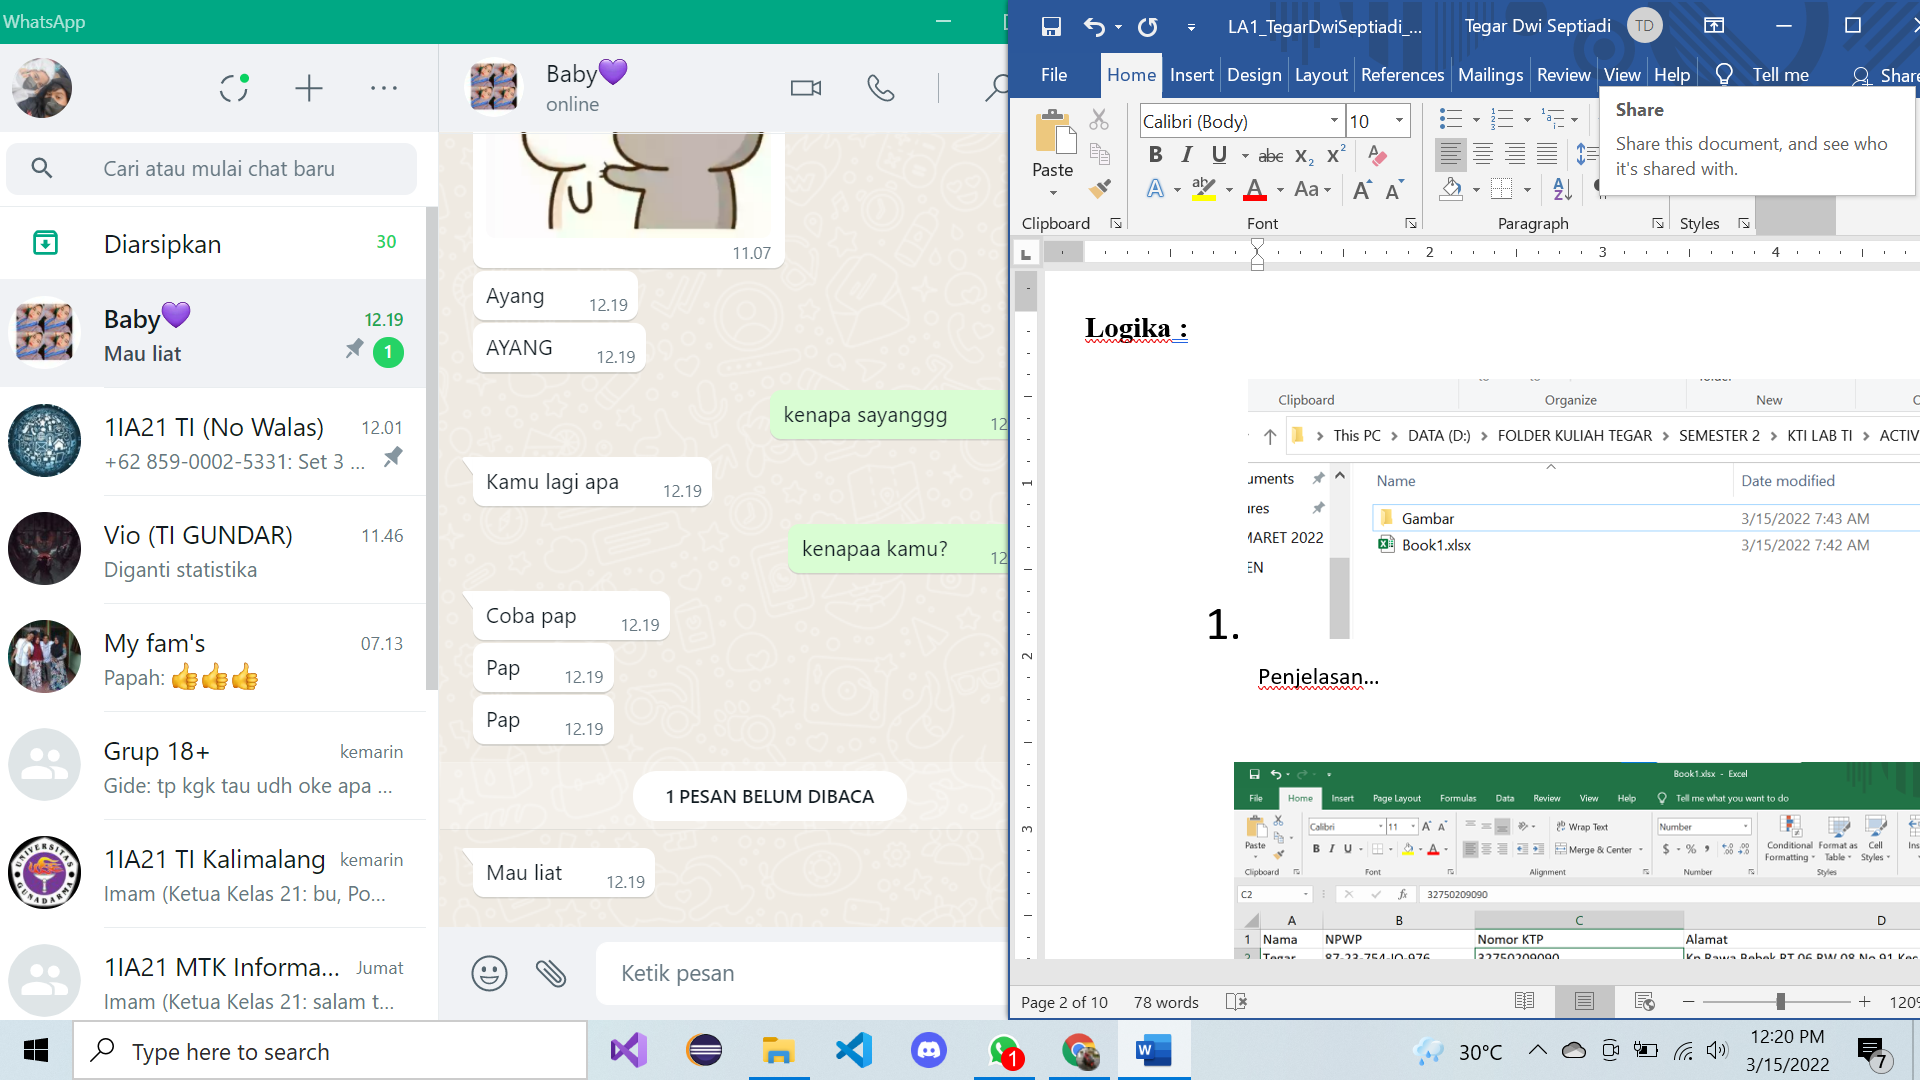 WhatsApp
Cari atau mulai chat baru
Diarsipkan 30
Baby💜 12.19
Mau liat 1
1IA21 TI (No Walas) 12.01
+62 859-0002-5331: Set 3 ...
Vio (TI GUNDAR) 11.46
Diganti statistika
My fam's 07.13
Papah: 👍👍👍
Grup 18+ kemarin
Gide: tp kgk tau udh oke apa ...
1IA21 TI Kalimalang kemarin
Imam (Ketua Kelas 21: bu, Po...
1IA21 MTK Informa... Jumat
Imam (Ketua Kelas 21: salam t...
Baby💜
online
11.07
Ayang 12.19
AYANG 12.19
kenapa sayanggg 12
Kamu lagi apa 12.19
kenapaa kamu? 12
Coba pap 12.19
Pap 12.19
Pap 12.19
1 PESAN BELUM DIBACA
Mau liat 12.19
Ketik pesan
LA1_TegarDwiSeptiadi_... Tegar Dwi Septiadi TD
File Home Insert Design Layout References Mailings Review View Help Tell me Share
Share
Share this document, and see who
it's shared with.
Paste
Calibri (Body) 10
Clipboard Font Paragraph Styles
2 3 4
Logika :
Clipboard Organize New
This PC > DATA (D:) > FOLDER KULIAH TEGAR > SEMESTER 2 > KTI LAB TI > ACTIV
uments Name Date modified
ures Gambar 3/15/2022 7:43 AM
MARET 2022 Book1.xlsx 3/15/2022 7:42 AM
EN
1.
Penjelasan...
Book1.xlsx - Excel
File Home Insert Page Layout Formulas Data Review View Help Tell me what you want to do
Paste Calibri 11 Wrap Text Number Conditional Format as Cell
Merge & Center Formatting Table Styles
Clipboard Font Alignment Number Styles
C2 fx 32750209090
A B C D
1 Nama NPWP Nomor KTP Alamat
2 Tegar 87-23-754-IO-976 32750209090 Kp Rawa Bebek RT 06 RW 08 No 91 Kec
1 2 3
Page 2 of 10 78 words 120%
Type here to search
1
30°C
12:20 PM
3/15/2022
7